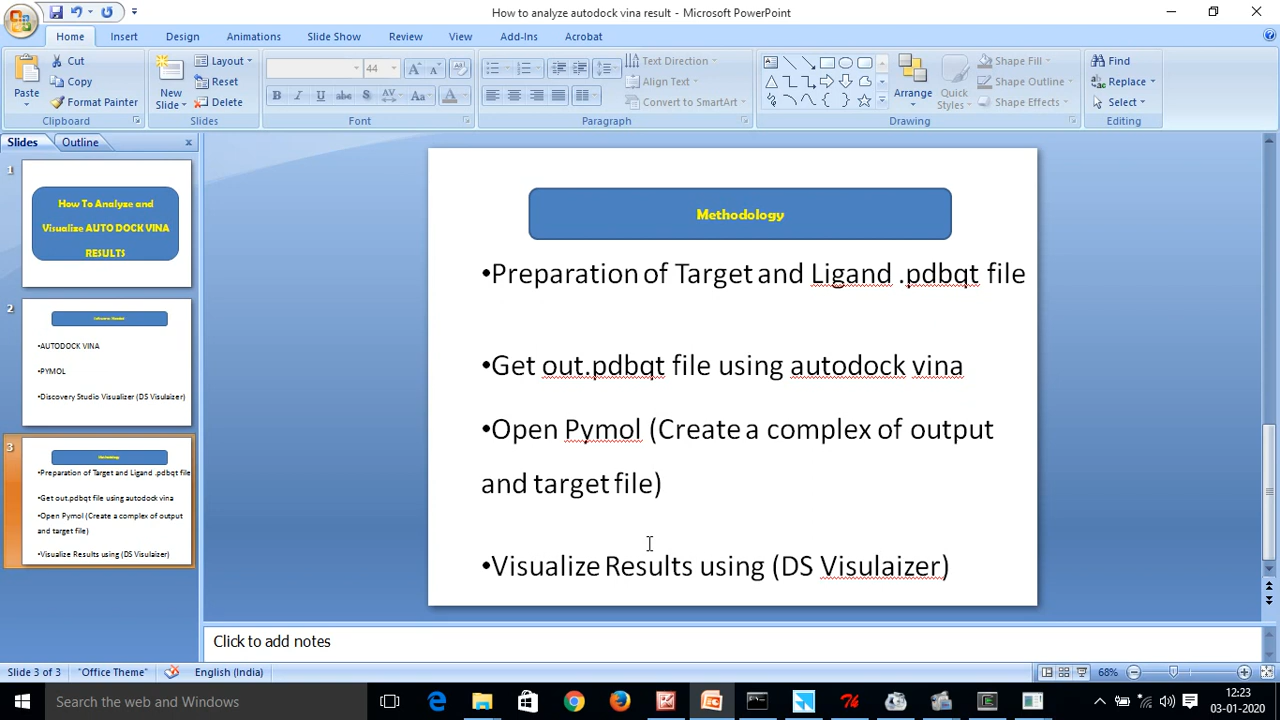 How to analyze autodock vina result - Microsoft PowerPoint
Home Insert Design Animations Slide Show Review View Add-Ins Acrobat
Paste
Cut
Copy
Format Painter
Clipboard
New Slide
Layout
Reset
Delete
Slides
44
B I U abc S AV Aa A
Font
Text Direction
Align Text
Convert to SmartArt
Paragraph
Arrange
Quick Styles
Shape Fill
Shape Outline
Shape Effects
Drawing
Find
Replace
Select
Editing
Slides Outline
1
How To Analyze and
Visualize AUTO DOCK VINA
RESULTS
2
•AUTODOCK VINA
•PYMOL
•Discovery Studio Visualizer (DS Visulaizer)
3
Methodology
•Preparation of Target and Ligand .pdbqt file
•Get out.pdbqt file using autodock vina
•Open Pymol (Create a complex of output
and target file)
•Visualize Results using (DS Visulaizer)
Methodology
•Preparation of Target and Ligand .pdbqt file
•Get out.pdbqt file using autodock vina
•Open Pymol (Create a complex of output
and target file)
•Visualize Results using (DS Visulaizer)
Click to add notes
Slide 3 of 3 "Office Theme" English (India) 68%
Search the web and Windows
12:23
03-01-2020